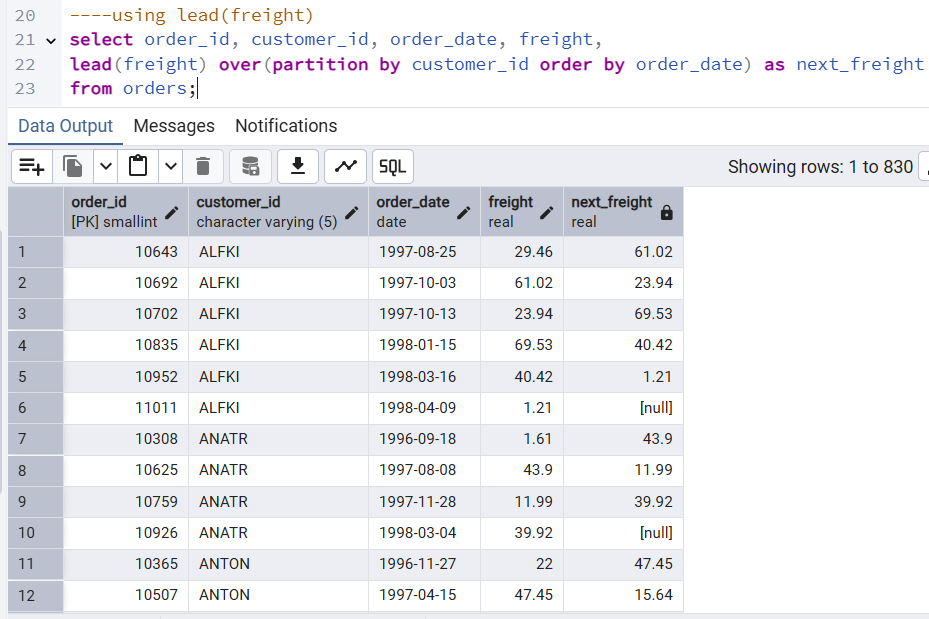 20 ----using lead(freight)
21 select order_id, customer_id, order_date, freight,
22 lead(freight) over(partition by customer_id order by order_date) as next_freight
23 from orders;
Data Output Messages Notifications
SQL Showing rows: 1 to 830
order_id customer_id order_date freight next_freight
[PK] smallint character varying (5) date real real
1 10643 ALFKI 1997-08-25 29.46 61.02
2 10692 ALFKI 1997-10-03 61.02 23.94
3 10702 ALFKI 1997-10-13 23.94 69.53
4 10835 ALFKI 1998-01-15 69.53 40.42
5 10952 ALFKI 1998-03-16 40.42 1.21
6 11011 ALFKI 1998-04-09 1.21 [null]
7 10308 ANATR 1996-09-18 1.61 43.9
8 10625 ANATR 1997-08-08 43.9 11.99
9 10759 ANATR 1997-11-28 11.99 39.92
10 10926 ANATR 1998-03-04 39.92 [null]
11 10365 ANTON 1996-11-27 22 47.45
12 10507 ANTON 1997-04-15 47.45 15.64